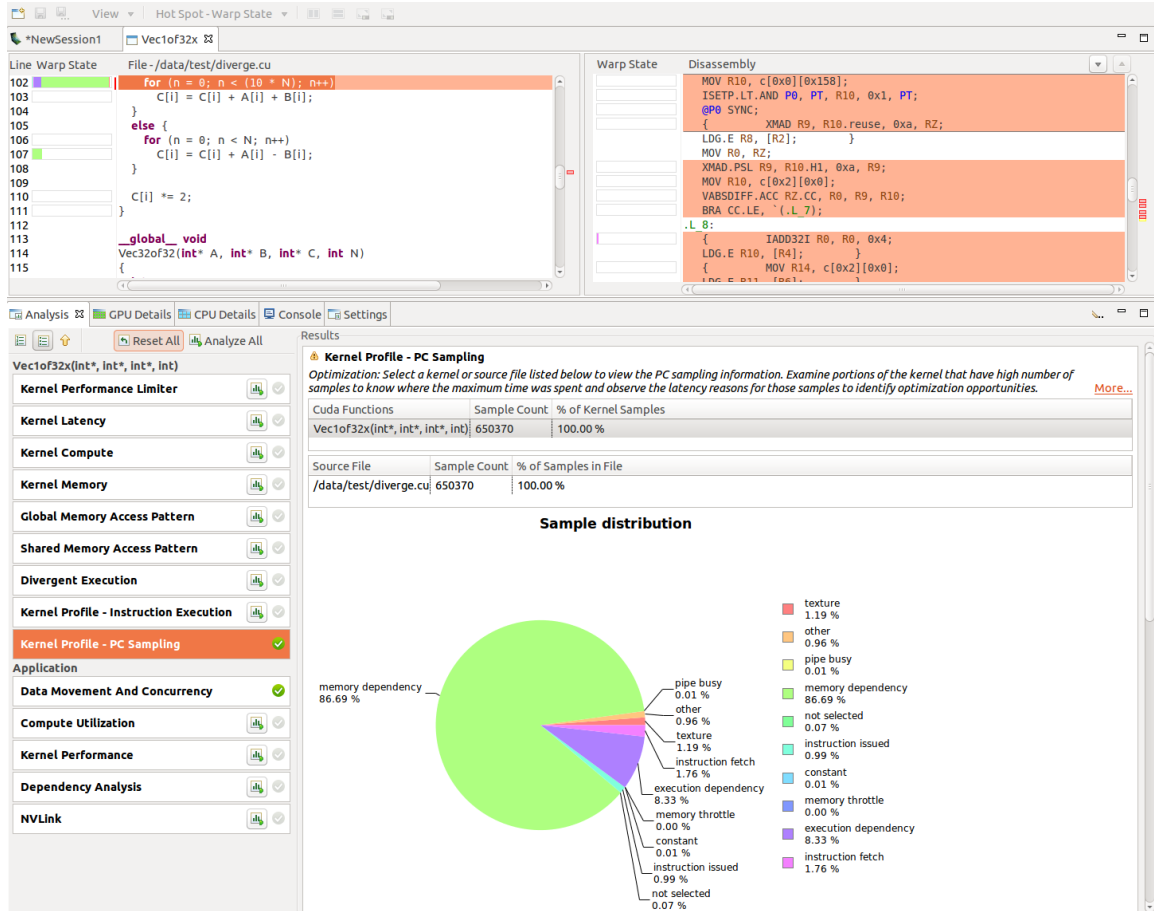 View Hot Spot - Warp State
*NewSession1 Vec1of32x
Line Warp State File - /data/test/diverge.cu
102 for (n = 0; n < (10 * N); n++)
103 C[i] = C[i] + A[i] + B[i];
104 }
105 else {
106 for (n = 0; n < N; n++)
107 C[i] = C[i] + A[i] - B[i];
108 }
109
110 C[i] *= 2;
111 }
112
113 __global__ void
114 Vec32of32(int* A, int* B, int* C, int N)
115 {
Warp State Disassembly
MOV R10, c[0x0][0x158];
ISETP.LT.AND P0, PT, R10, 0x1, PT;
@P0 SYNC;
{ XMAD R9, R10.reuse, 0xa, RZ;
LDG.E R8, [R2]; }
MOV R0, RZ;
XMAD.PSL R9, R10.H1, 0xa, R9;
MOV R10, c[0x2][0x0];
VABSDIFF.ACC RZ.CC, R0, R9, R10;
BRA CC.LE, `(.L_7);
.L_8:
{ IADD32I R0, R0, 0x4;
LDG.E R10, [R4]; }
{ MOV R14, c[0x2][0x0];
LDG.E R11, [R6]; }
Analysis GPU Details CPU Details Console Settings
Reset All Analyze All
Vec1of32x(int*, int*, int*, int)
Kernel Performance Limiter
Kernel Latency
Kernel Compute
Kernel Memory
Global Memory Access Pattern
Shared Memory Access Pattern
Divergent Execution
Kernel Profile - Instruction Execution
Kernel Profile - PC Sampling
Application
Data Movement And Concurrency
Compute Utilization
Kernel Performance
Dependency Analysis
NVLink
Results
Kernel Profile - PC Sampling
Optimization: Select a kernel or source file listed below to view the PC sampling information. Examine portions of the kernel that have high number of
samples to know where the maximum time was spent and observe the latency reasons for those samples to identify optimization opportunities. More...
Cuda Functions Sample Count % of Kernel Samples
Vec1of32x(int*, int*, int*, int) 650370 100.00 %
Source File Sample Count % of Samples in File
/data/test/diverge.cu 650370 100.00 %
Sample distribution
memory dependency
86.69 %
pipe busy
0.01 %
other
0.96 %
texture
1.19 %
instruction fetch
1.76 %
execution dependency
8.33 %
memory throttle
0.00 %
constant
0.01 %
instruction issued
0.99 %
not selected
0.07 %
texture
1.19 %
other
0.96 %
pipe busy
0.01 %
memory dependency
86.69 %
not selected
0.07 %
instruction issued
0.99 %
constant
0.01 %
memory throttle
0.00 %
execution dependency
8.33 %
instruction fetch
1.76 %